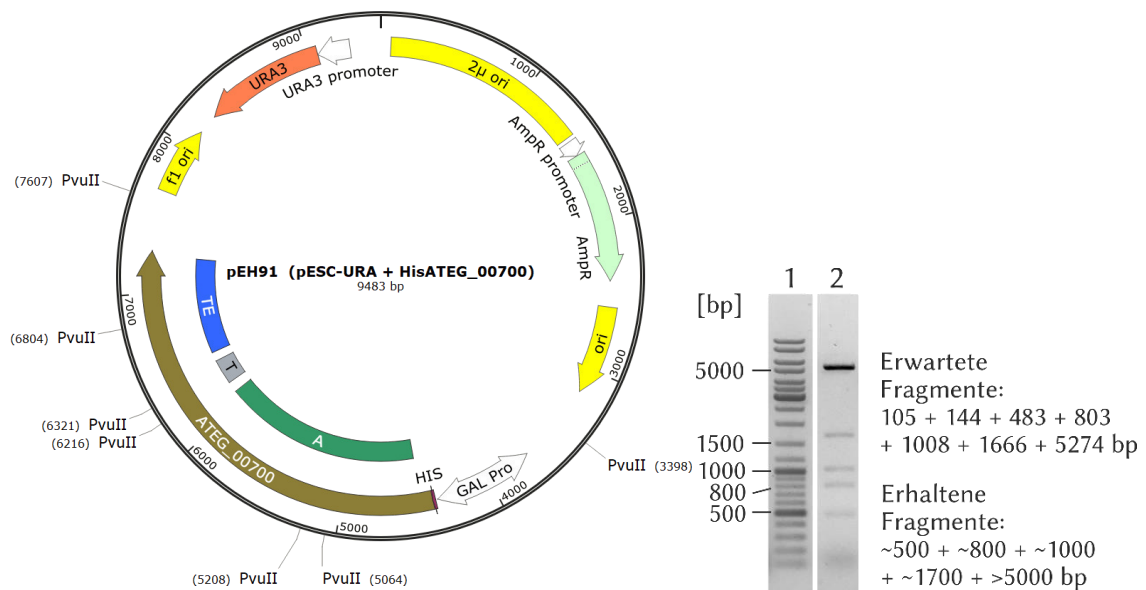 9000
1000
URA3
URA3 promoter
2μ ori
AmpR promoter
8000
f1 ori
2000
(7607) PvuII
AmpR
pEH91 (pESC-URA + HisATEG_00700)
9483 bp
TE
7000
ori
3000
(6804) PvuII
T
A
(6321) PvuII
(6216) PvuII
ATEG_00700
6000
HIS
GAL Pro
PvuII (3398)
4000
5000
(5208) PvuII
PvuII (5064)
1 2
[bp]
5000
1500
1000
800
500
Erwartete
Fragmente:
105 + 144 + 483 + 803
+ 1008 + 1666 + 5274 bp
Erhaltene
Fragmente:
~500 + ~800 + ~1000
+ ~1700 + >5000 bp